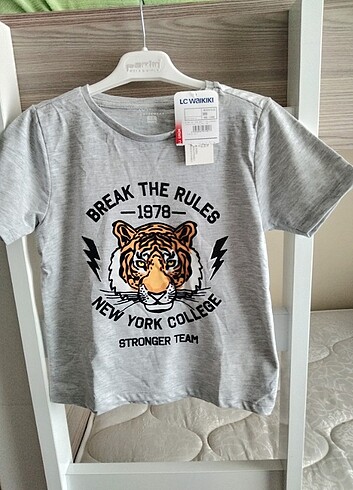 LC WAIKIKI
BREAK THE RULES
1978
NEW YORK COLLEGE
STRONGER TEAM